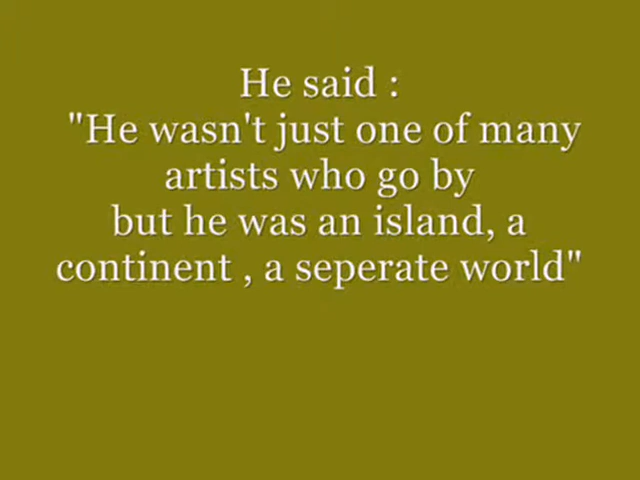 He said :
"He wasn't just one of many
artists who go by
but he was an island, a
continent , a seperate world"